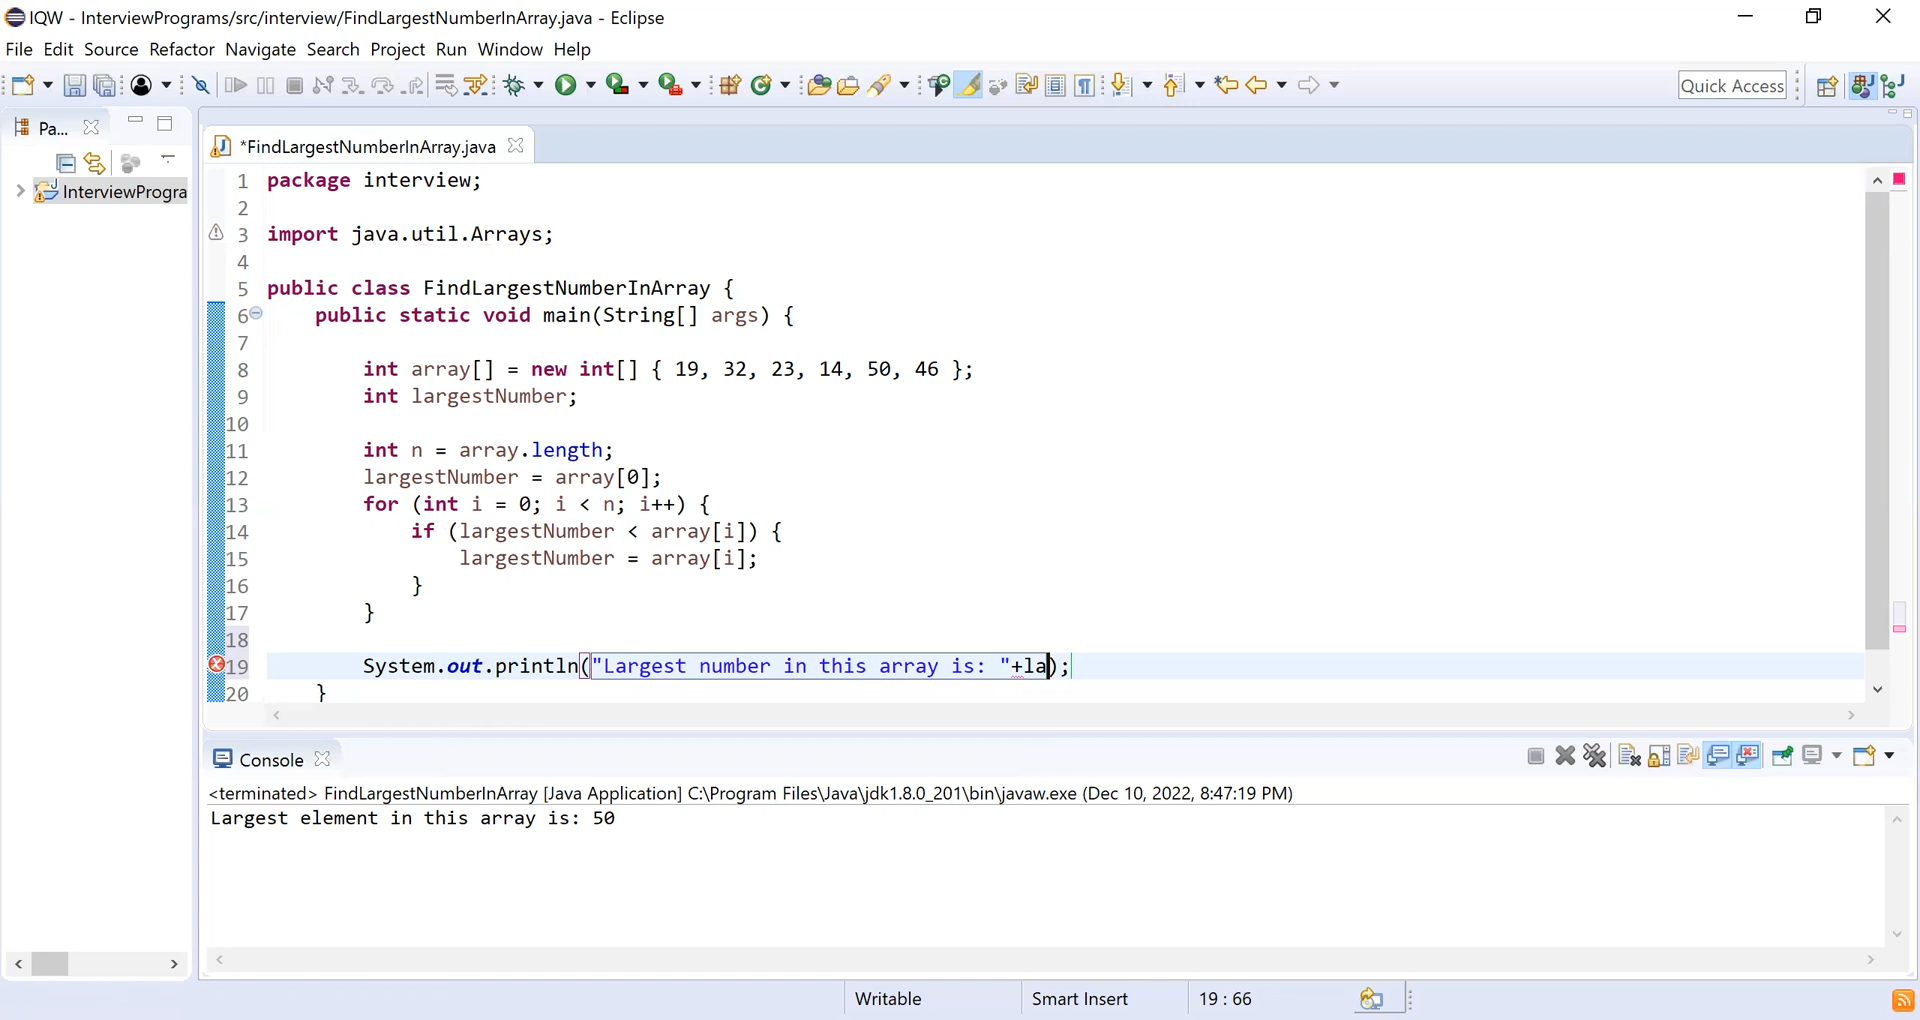 IQW - InterviewPrograms/src/interview/FindLargestNumberInArray.java - Eclipse
File Edit Source Refactor Navigate Search Project Run Window Help
Quick Access
Pa...
*FindLargestNumberInArray.java
InterviewProgra
1 package interview;
2
3 import java.util.Arrays;
4
5 public class FindLargestNumberInArray {
6 public static void main(String[] args) {
7
8 int array[] = new int[] { 19, 32, 23, 14, 50, 46 };
9 int largestNumber;
10
11 int n = array.length;
12 largestNumber = array[0];
13 for (int i = 0; i < n; i++) {
14 if (largestNumber < array[i]) {
15 largestNumber = array[i];
16 }
17 }
18
19 System.out.println("Largest number in this array is: "+la);
20 }
Console
<terminated> FindLargestNumberInArray [Java Application] C:\Program Files\Java\jdk1.8.0_201\bin\javaw.exe (Dec 10, 2022, 8:47:19 PM)
Largest element in this array is: 50
Writable Smart Insert 19 : 66